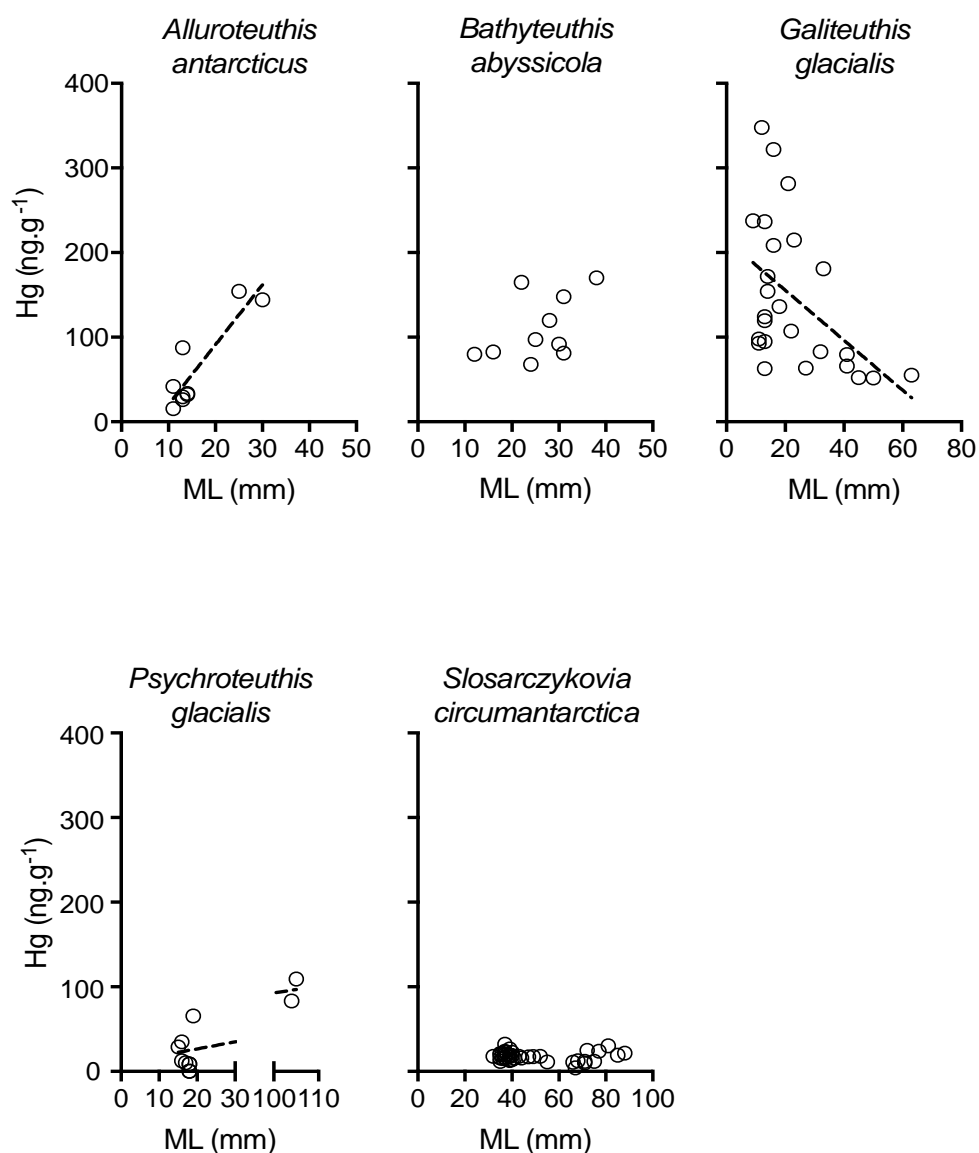 Alluroteuthis
antarcticus
Bathyteuthis
abyssicola
Galiteuthis
glacialis
Hg (ng.g-1)
400
300
200
100
0
0 10 20 30 40 50
ML (mm)
0 10 20 30 40 50
ML (mm)
0 20 40 60 80
ML (mm)
Psychroteuthis
glacialis
Slosarczykovia
circumantarctica
Hg (ng.g-1)
400
300
200
100
0
0 10 20 30 100 110
ML (mm)
0 20 40 60 80 100
ML (mm)